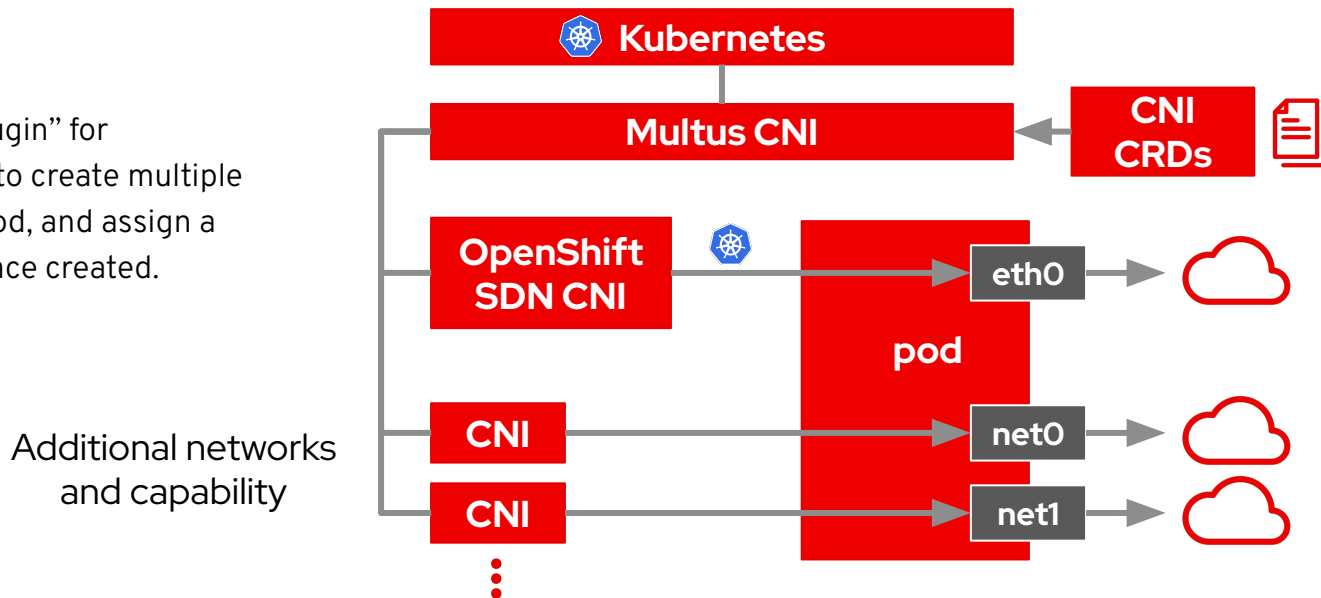 Kubernetes
Multus CNI
CNI
CRDs
ugin” for
to create multiple
od, and assign a
nce created.
OpenShift
SDN CNI
eth0
pod
Additional networks
and capability
CNI
net0
CNI
net1